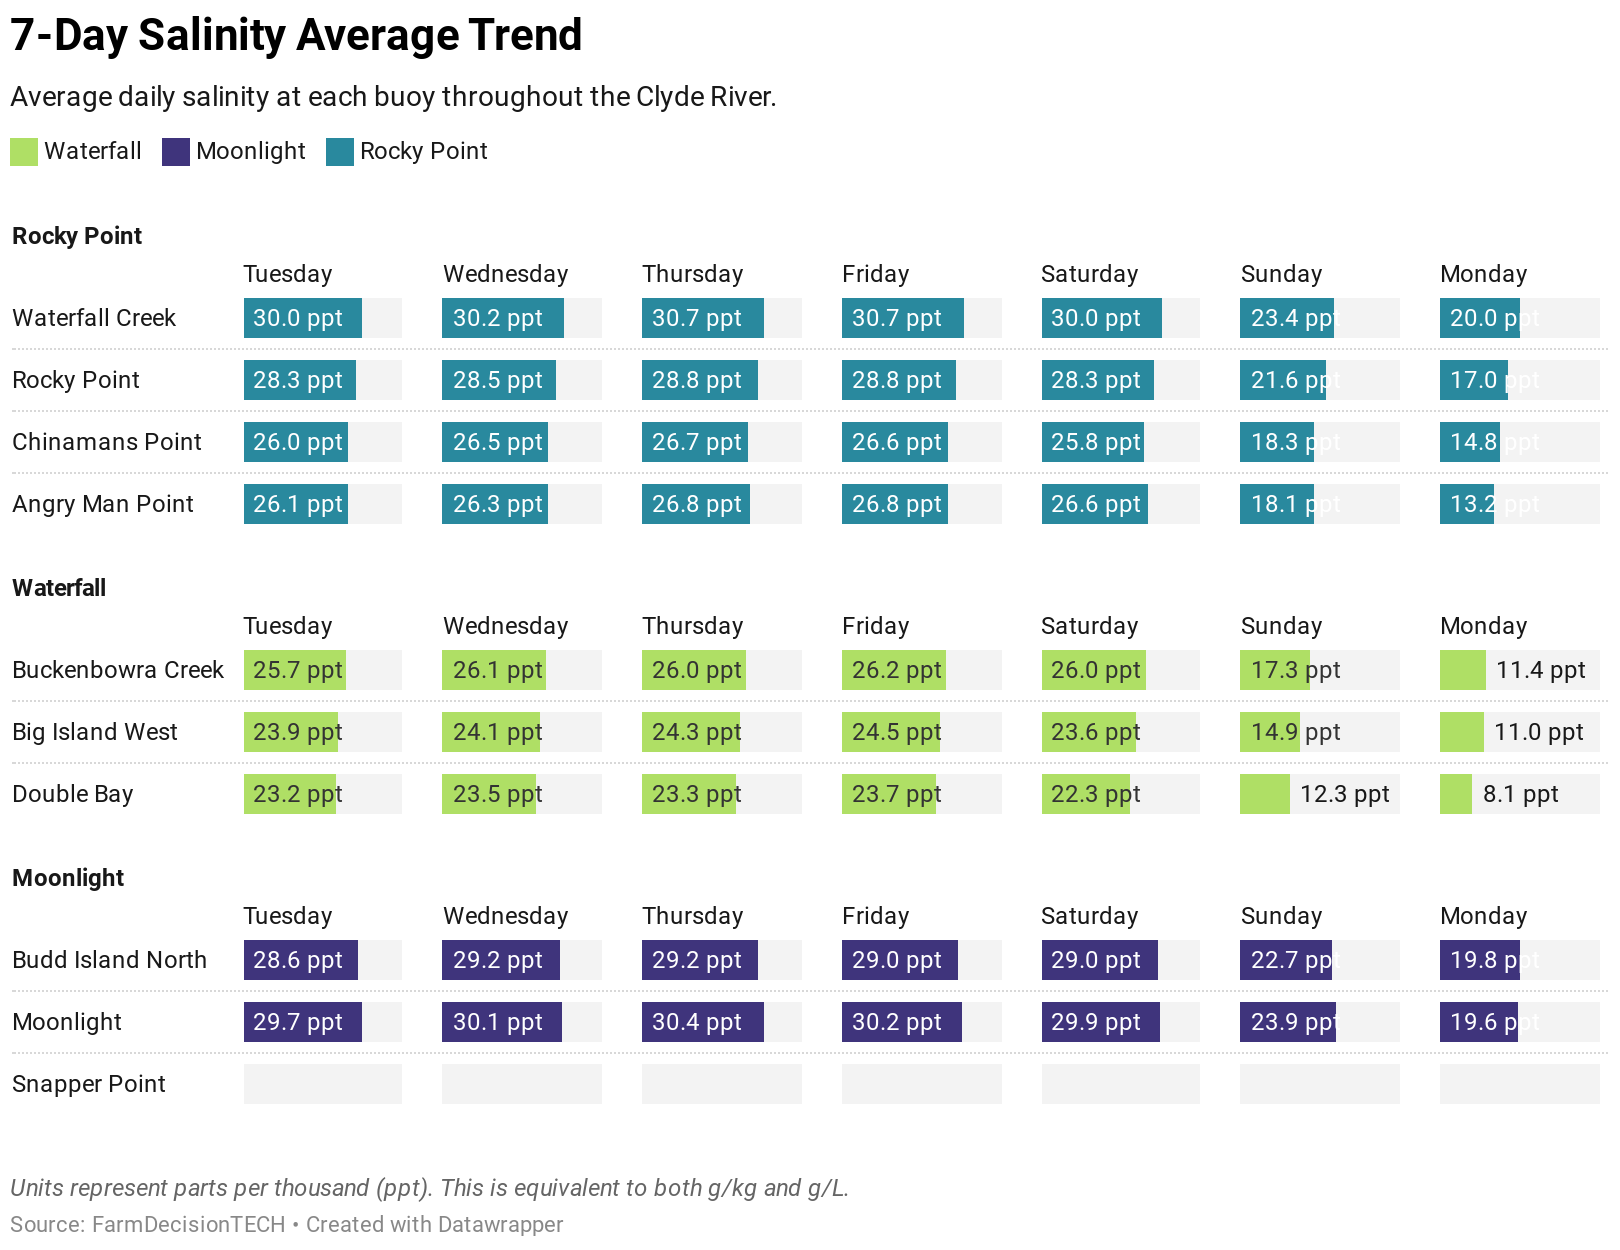 7-Day Salinity Average Trend
Average daily salinity at each buoy throughout the Clyde River.
Waterfall Moonlight Rocky Point
Rocky Point
Tuesday Wednesday Thursday Friday Saturday Sunday Monday
Waterfall Creek 30.0 ppt 30.2 ppt 30.7 ppt 30.7 ppt 30.0 ppt 23.4 ppt 20.0 ppt
Rocky Point 28.3 ppt 28.5 ppt 28.8 ppt 28.8 ppt 28.3 ppt 21.6 ppt 17.0 ppt
Chinamans Point 26.0 ppt 26.5 ppt 26.7 ppt 26.6 ppt 25.8 ppt 18.3 ppt 14.8 ppt
Angry Man Point 26.1 ppt 26.3 ppt 26.8 ppt 26.8 ppt 26.6 ppt 18.1 ppt 13.2 ppt
Waterfall
Tuesday Wednesday Thursday Friday Saturday Sunday Monday
Buckenbowra Creek 25.7 ppt 26.1 ppt 26.0 ppt 26.2 ppt 26.0 ppt 17.3 ppt 11.4 ppt
Big Island West 23.9 ppt 24.1 ppt 24.3 ppt 24.5 ppt 23.6 ppt 14.9 ppt 11.0 ppt
Double Bay 23.2 ppt 23.5 ppt 23.3 ppt 23.7 ppt 22.3 ppt 12.3 ppt 8.1 ppt
Moonlight
Tuesday Wednesday Thursday Friday Saturday Sunday Monday
Budd Island North 28.6 ppt 29.2 ppt 29.2 ppt 29.0 ppt 29.0 ppt 22.7 ppt 19.8 ppt
Moonlight 29.7 ppt 30.1 ppt 30.4 ppt 30.2 ppt 29.9 ppt 23.9 ppt 19.6 ppt
Snapper Point
Units represent parts per thousand (ppt). This is equivalent to both g/kg and g/L.
Source: FarmDecisionTECH • Created with Datawrapper